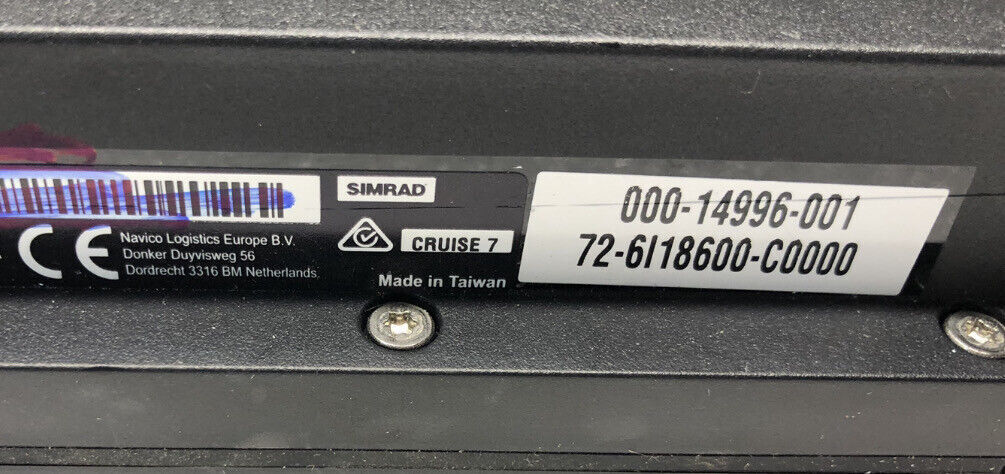 SIMRAD
CE
Navico Logistics Europe B.V.
Donker Duyvisweg 56
Dordrecht 3316 BM Netherlands.
CRUISE 7
Made in Taiwan
000-14996-001
72-6I18600-C0000